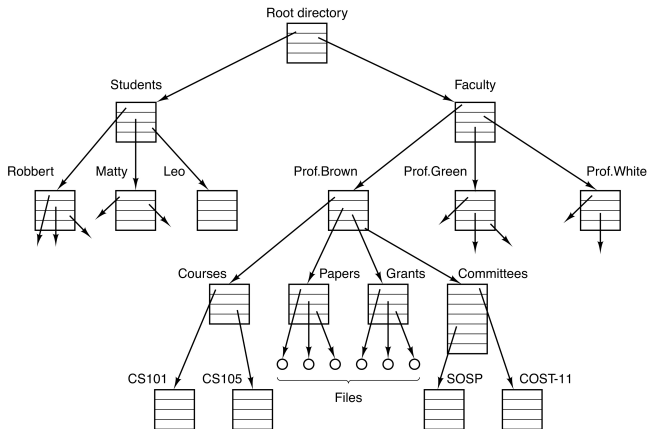 Root directory
Students
Faculty
Robbert
Matty
Leo
Prof.Brown
Prof.Green
Prof.White
Courses
Papers
Grants
Committees
CS101
CS105
Files
SOSP
COST-11